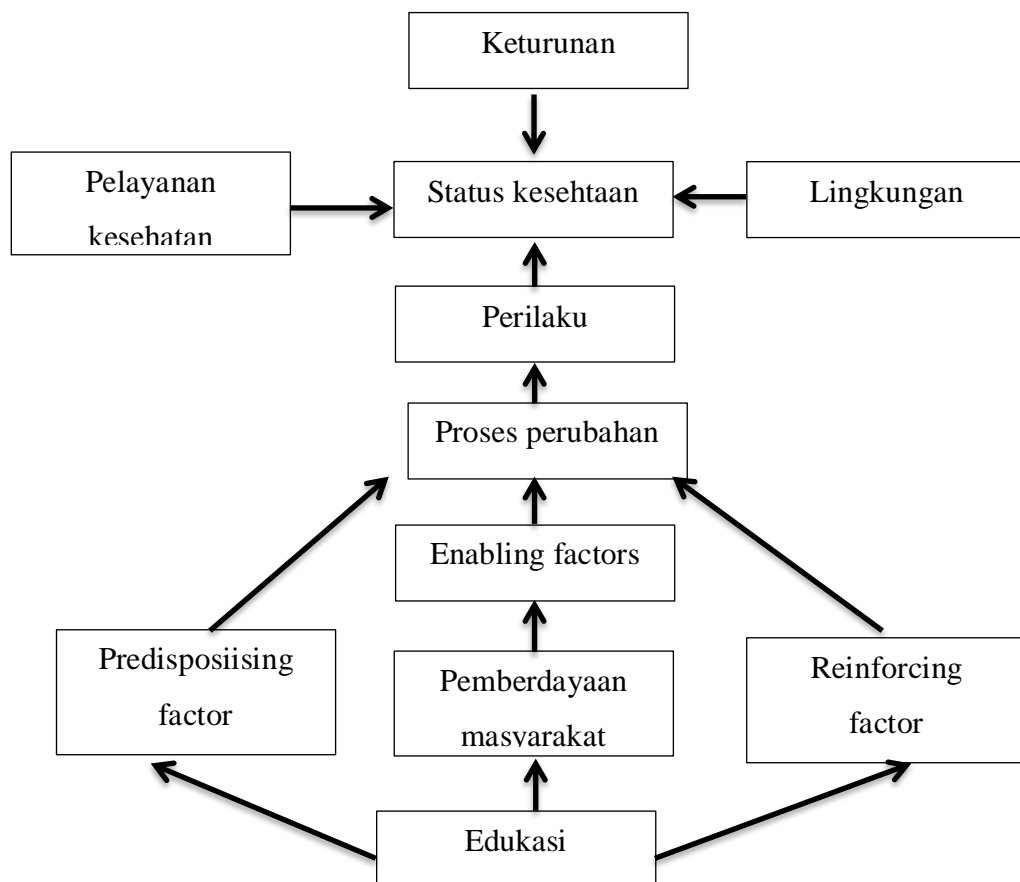 Keturunan
Pelayanan
kesehatan
Status kesehtaan
Lingkungan
Perilaku
Proses perubahan
Enabling factors
Predisposiising
factor
Pemberdayaan
masyarakat
Reinforcing
factor
Edukasi